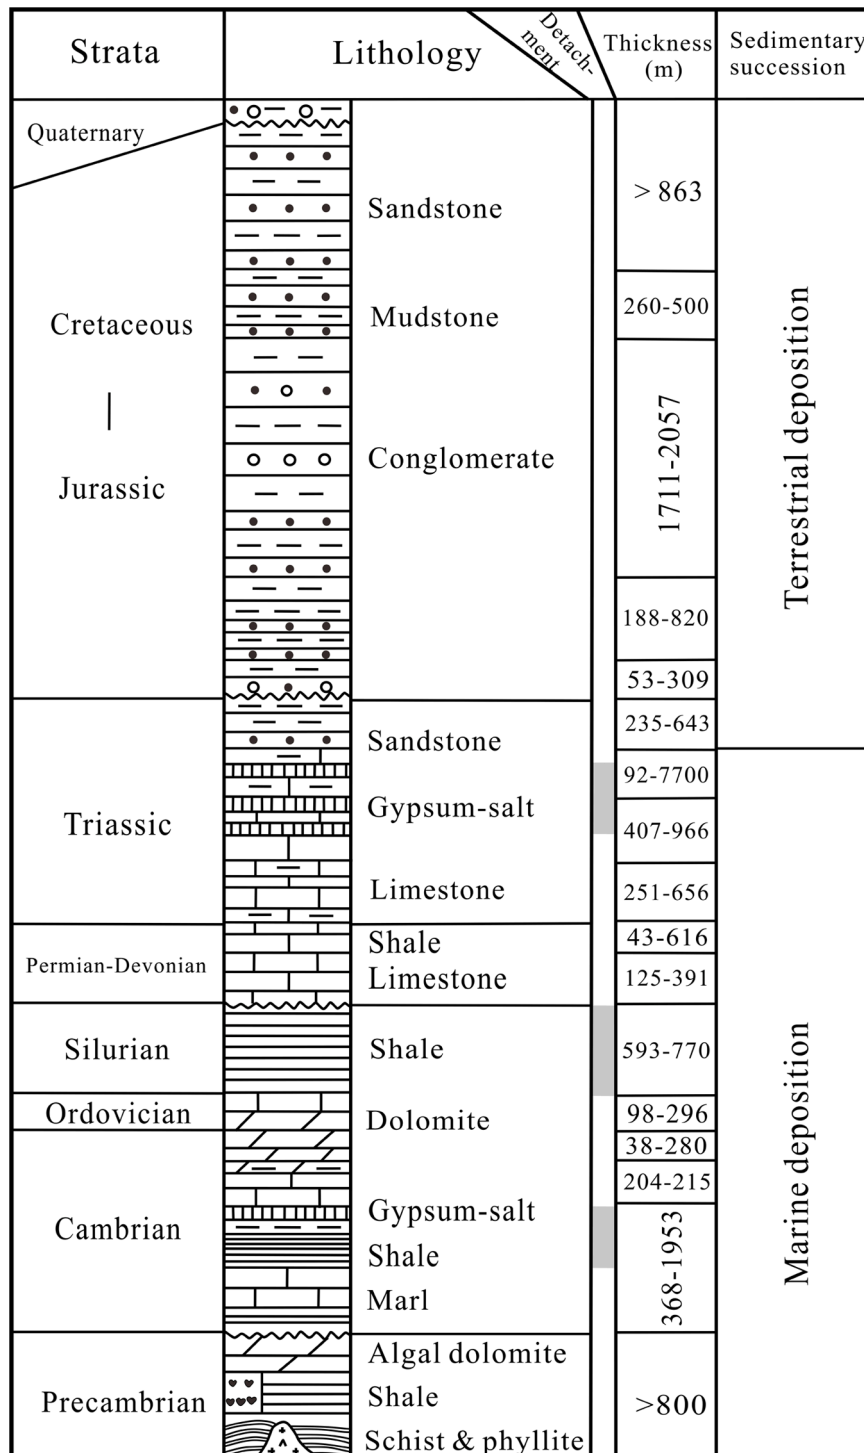 Strata
Lithology
Detach-
ment
Thickness
(m)
Sedimentary
succession
Quaternary
Cretaceous
Jurassic
Sandstone
Mudstone
Conglomerate
> 863
260-500
1711-2057
188-820
53-309
Terrestrial deposition
Triassic
Sandstone
Gypsum-salt
Limestone
235-643
92-7700
407-966
251-656
Permian-Devonian
Shale
Limestone
43-616
125-391
Silurian
Shale
593-770
Ordovician
Dolomite
98-296
Cambrian
Gypsum-salt
Shale
Marl
38-280
204-215
368-1953
Marine deposition
Precambrian
Algal dolomite
Shale
Schist & phyllite
>800